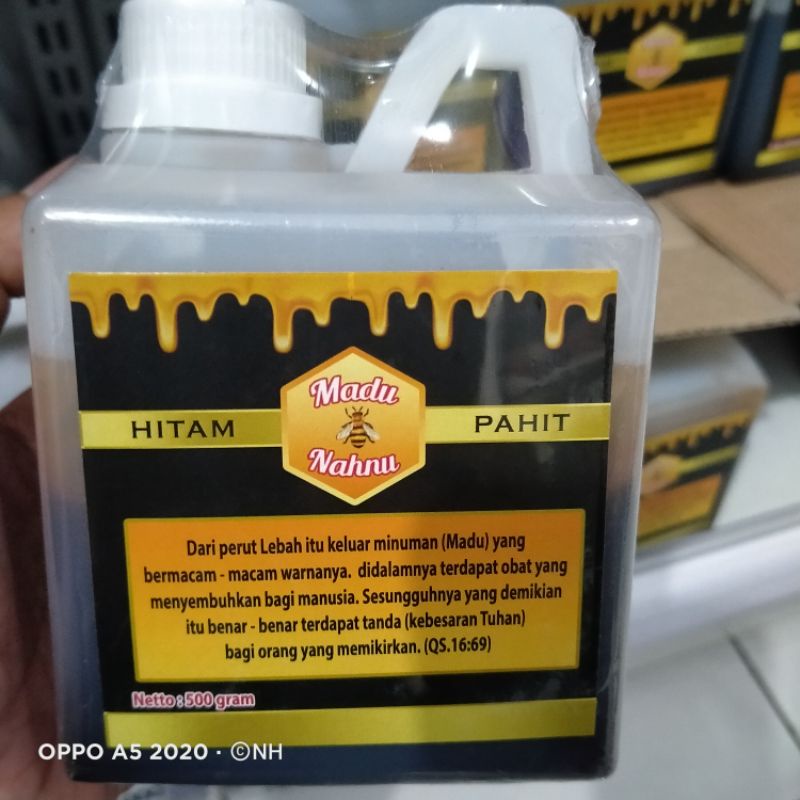 Madu
HITAM
PAHIT
Nahnu
Dari perut Lebah itu keluar minuman (Madu) yang
bermacam - macam warnanya. didalamnya terdapat obat yang
menyembuhkan bagi manusia. Sesungguhnya yang demikian
itu benar - benar terdapat tanda (kebesaran Tuhan)
bagi orang yang memikirkan. (QS.16:69)
Netto : 500 gram
OPPO A5 2020 · ©NH